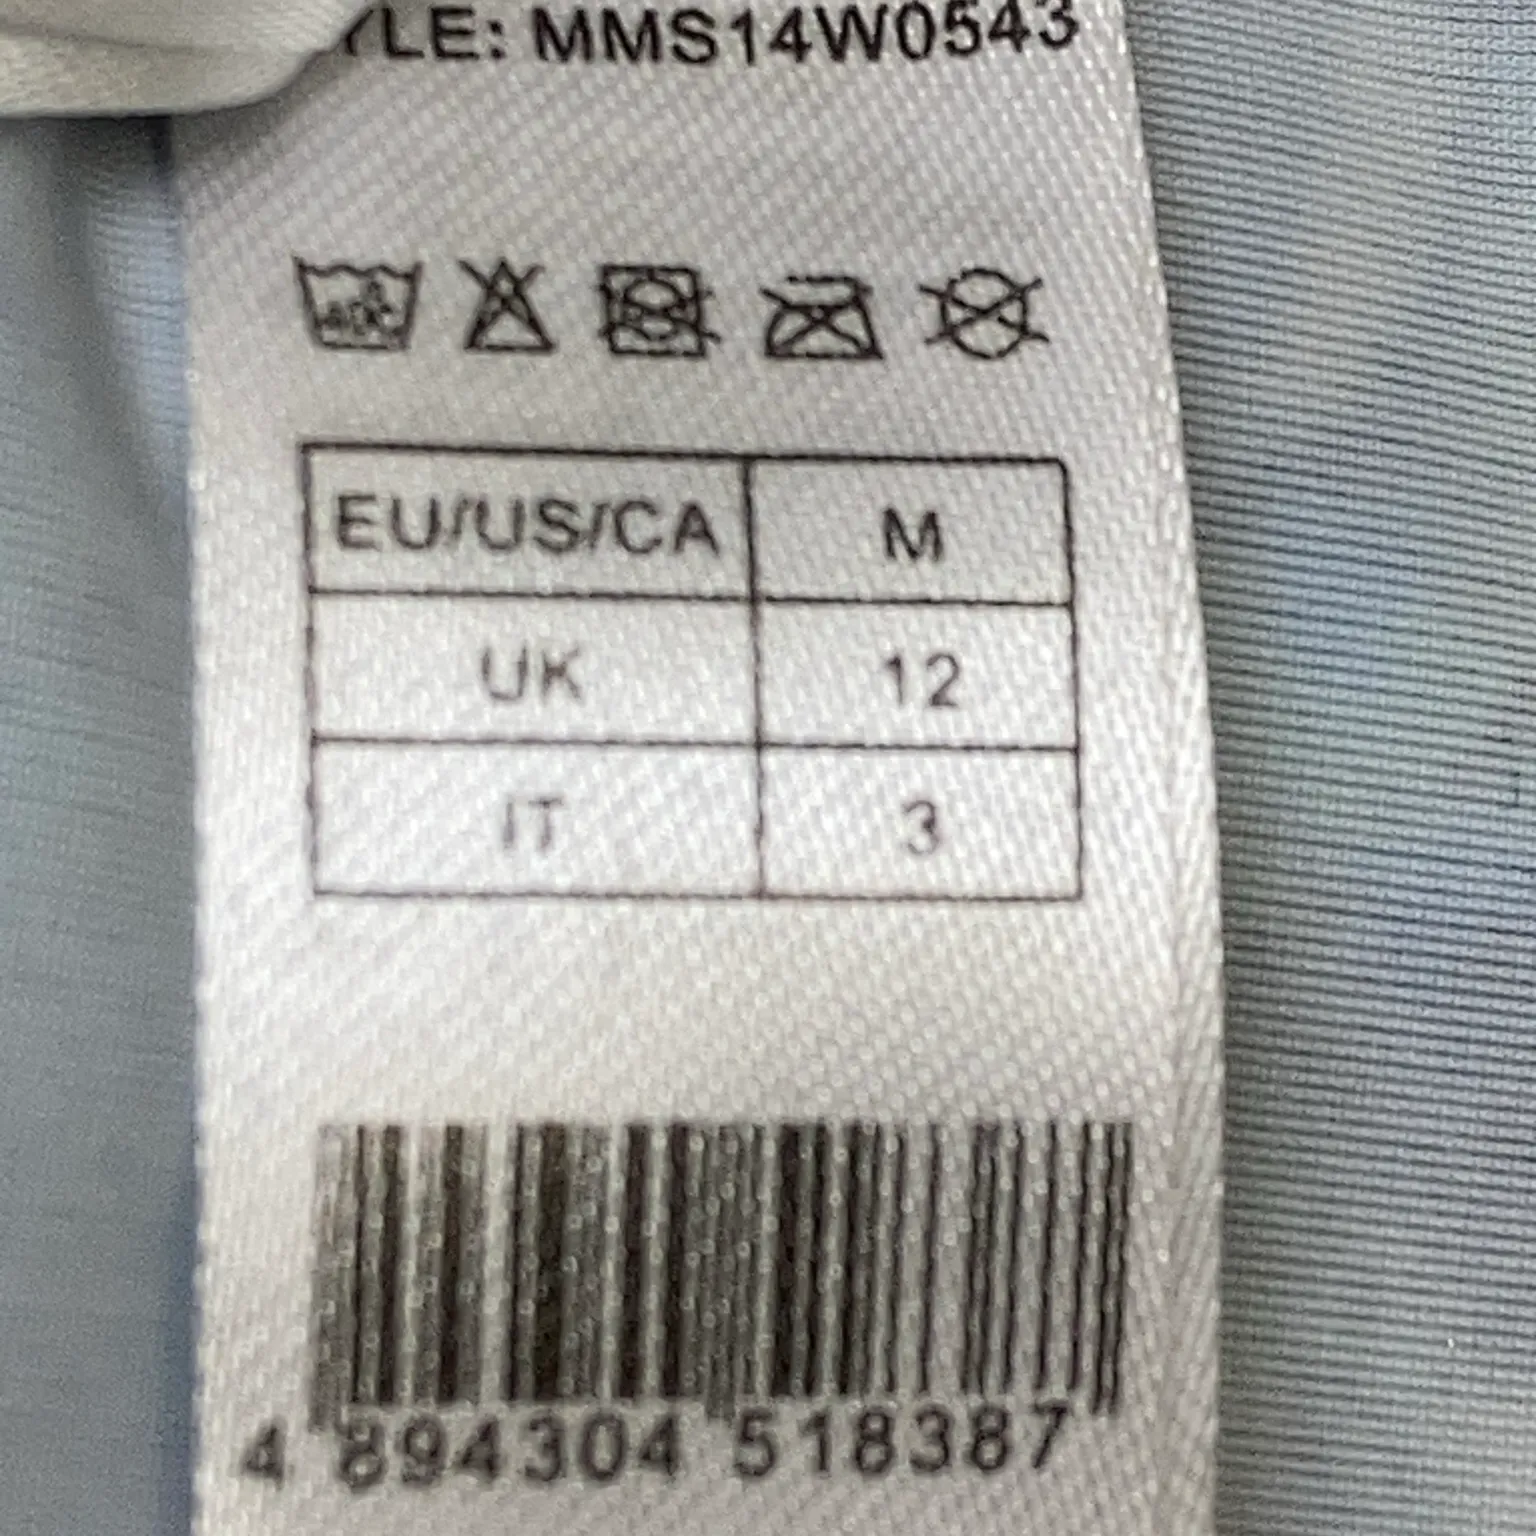 YLE: MMS14W0543
EU/US/CA M
UK 12
IT 3
4 894304 518387